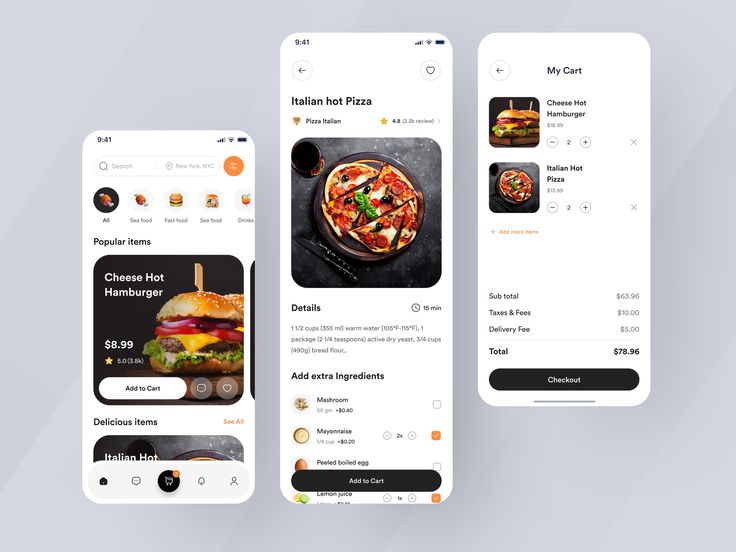 9:41
Search
New York, NYC
All
Sea food
Fast food
Sea food
Drinks
Popular items
Cheese Hot
Hamburger
$8.99
5.0 (3.8k)
Add to Cart
Delicious items
See All
Italian Hot
9:41
Italian hot Pizza
Pizza Italian
4.8 (2.2k review)
Details
15 min
1 1/2 cups (355 ml) warm water (105°F-115°F), 1
package (2 1/4 teaspoons) active dry yeast, 3/4 cups
(490g) bread flour,.
Add extra Ingredients
Mashroom
50 gm +$0.40
Mayonnaise
1/4 cup +$0.20
2x
Peeled boiled egg
Add to Cart
Lemon juice
1x
My Cart
Cheese Hot
Hamburger
$18.99
2
Italian Hot
Pizza
$13.99
2
+ Add more items
Sub total
$63.96
Taxes & Fees
$10.00
Delivery Fee
$5.00
Total
$78.96
Checkout